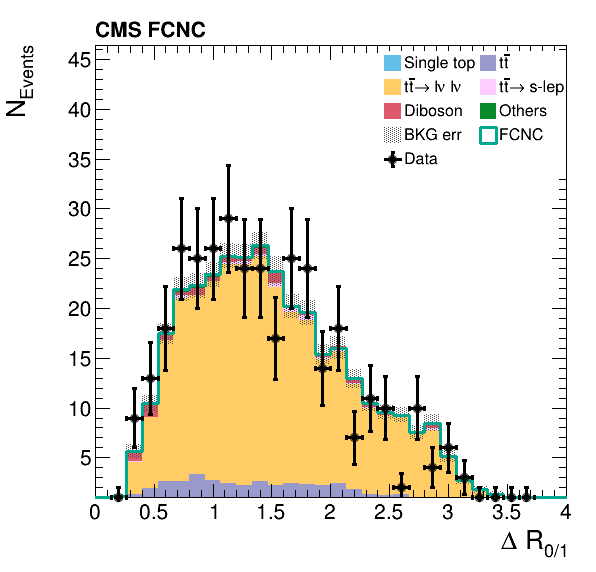 CMS FCNC
N_Events
45
40
35
30
25
20
15
10
5
Single top
tt̅
tt̅→ lν lν
tt̅→ s-lep
Diboson
Others
BKG err
FCNC
Data
0 0.5 1 1.5 2 2.5 3 3.5 4
Δ R_0/1